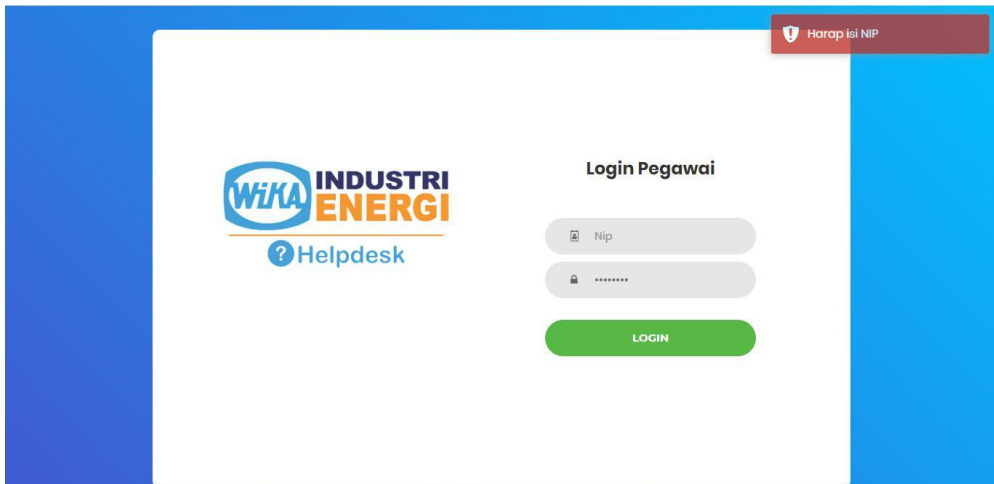 Harap isi NIP
WIKA INDUSTRI
ENERGI
?Helpdesk
Login Pegawai
Nip
••••••••
LOGIN